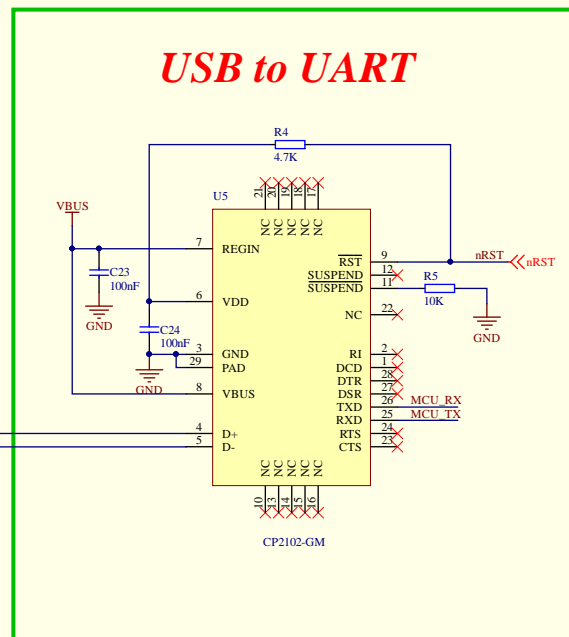 USB to UART
R4
4.7K
U5
21
20
19
18
17
NC
NC
NC
NC
NC
VBUS
7
REGIN
RST
9
nRST
nRST
SUSPEND
12
C23
100nF
GND
SUSPEND
11
R5
10K
GND
6
VDD
NC
22
C24
100nF
GND
3
GND
29
PAD
RI
2
DCD
1
DTR
28
8
VBUS
DSR
27
TXD
26
MCU_RX
RXD
25
MCU_TX
4
D+
RTS
24
5
D-
CTS
23
NC
NC
NC
NC
NC
10
13
14
15
16
CP2102-GM